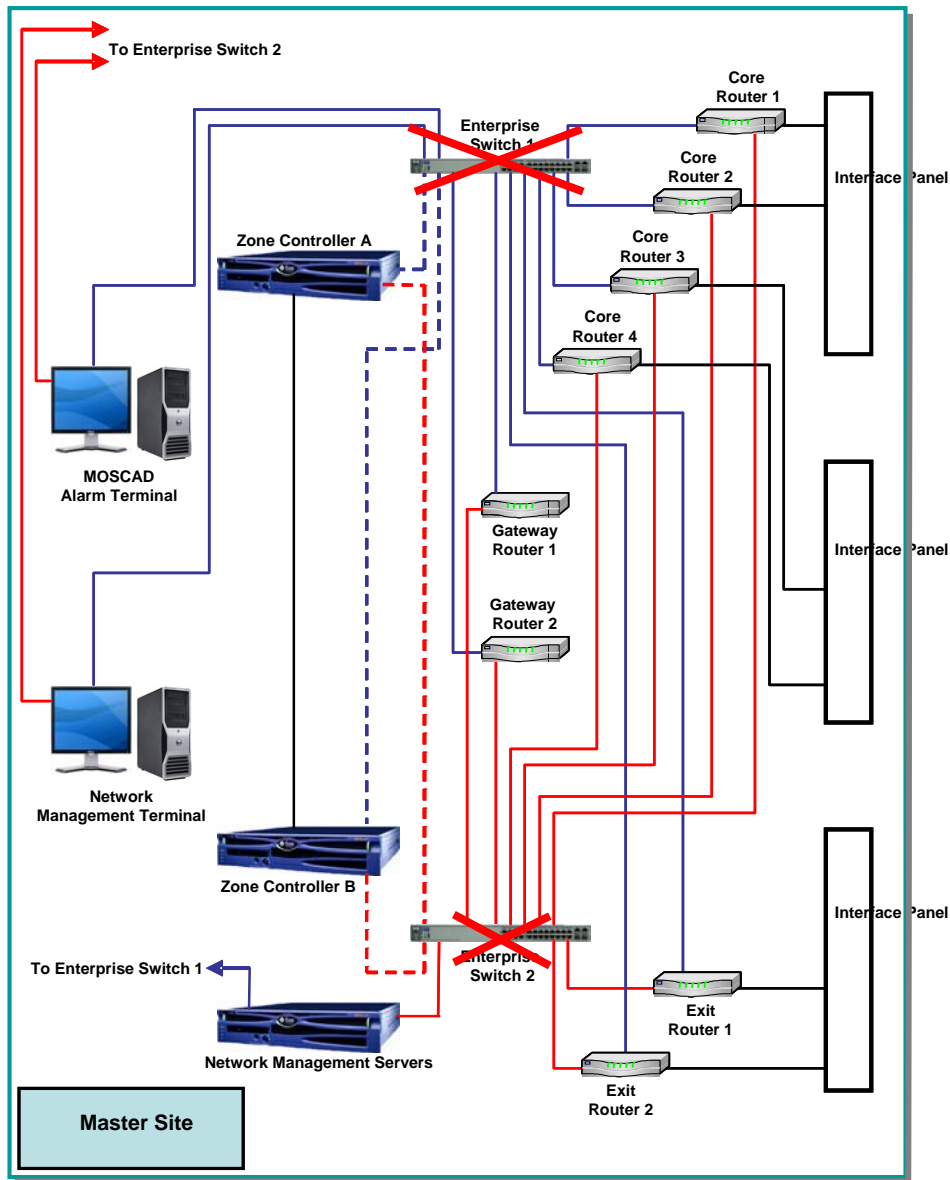 To Enterprise Switch 2
Core
Router 1
Enterprise
Switch 1
Core
Router 2
Interface Panel
Zone Controller A
Core
Router 3
Core
Router 4
MOSCAD
Alarm Terminal
Gateway
Router 1
Interface Panel
Gateway
Router 2
Network
Management Terminal
Zone Controller B
Interface Panel
To Enterprise Switch 1
Enterprise
Switch 2
Exit
Router 1
Network Management Servers
Exit
Router 2
Master Site